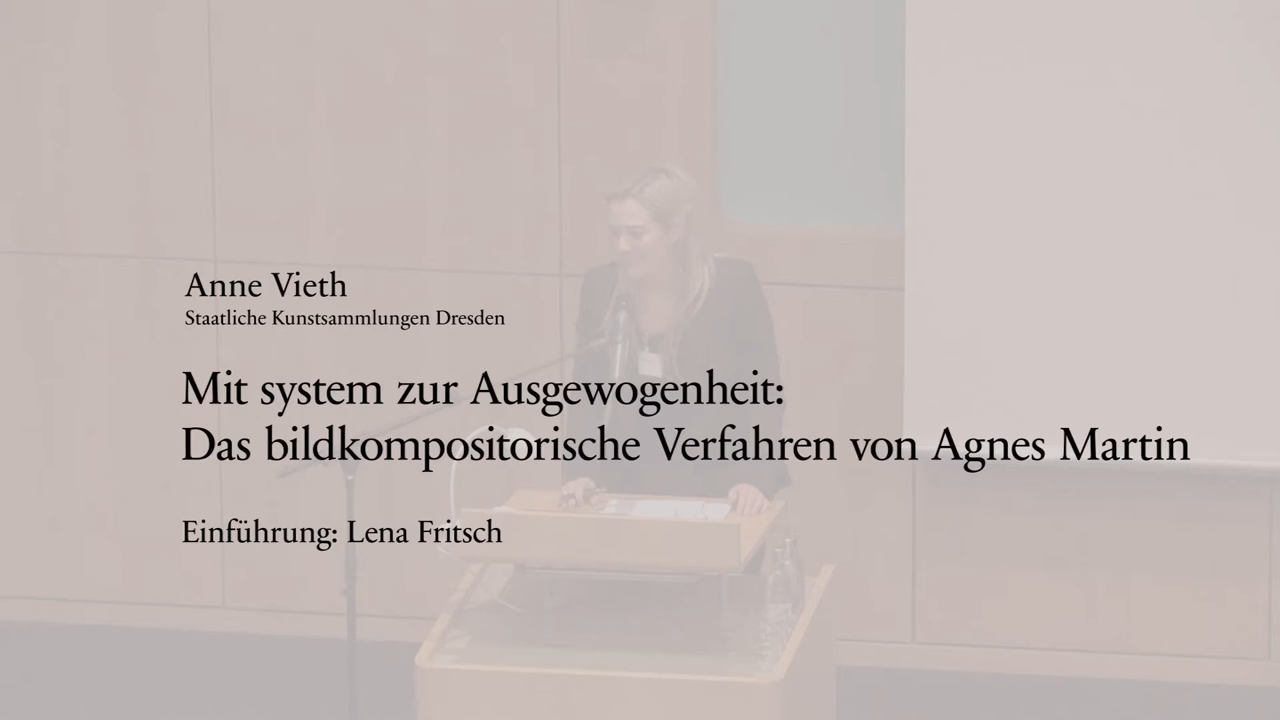 Anne Vieth
Staatliche Kunstsammlungen Dresden
Mit system zur Ausgewogenheit:
Das bildkompositorische Verfahren von Agnes Martin
Einführung: Lena Fritsch